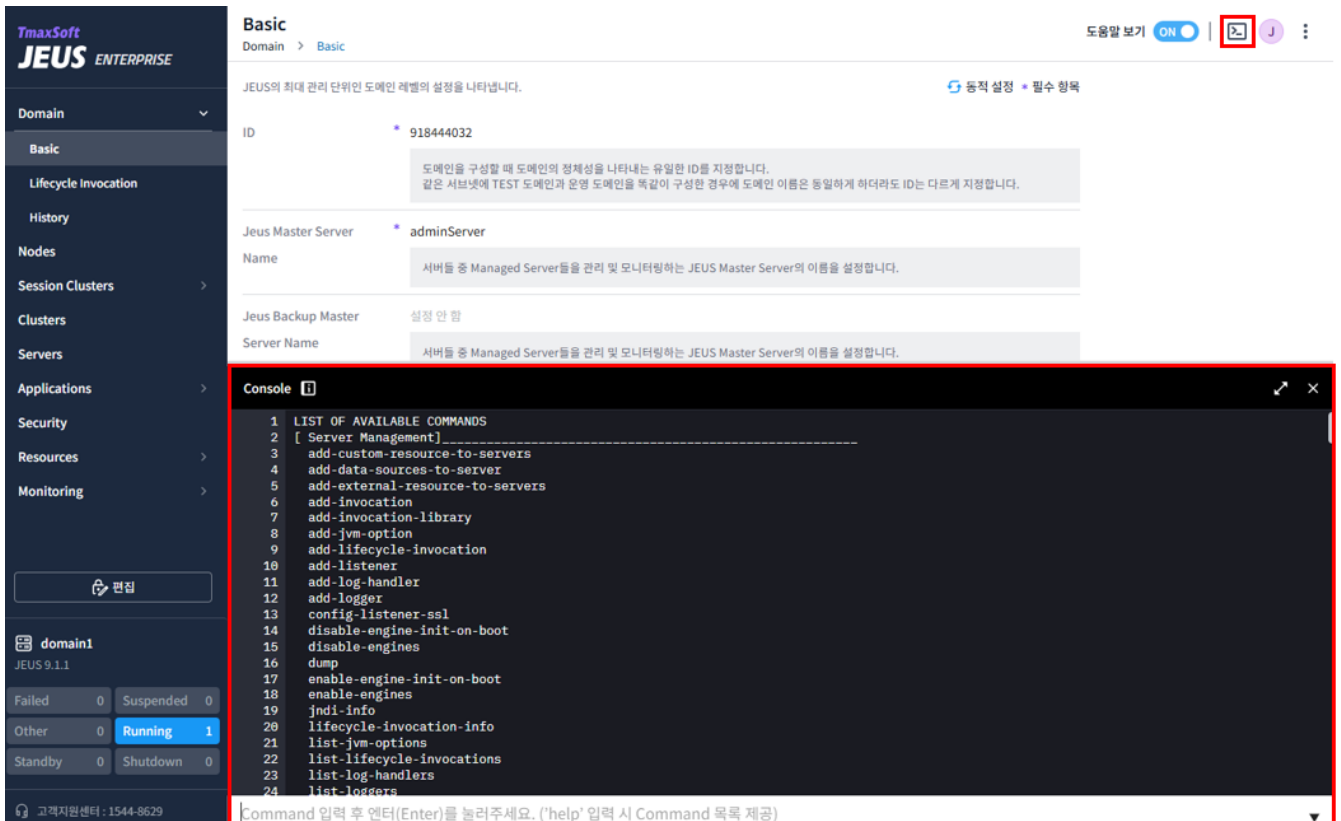 TmaxSoft
JEUS ENTERPRISE
Domain
Basic
Lifecycle Invocation
History
Nodes
Session Clusters
Clusters
Servers
Applications
Security
Resources
Monitoring
편집
domain1
JEUS 9.1.1
Failed 0 Suspended 0
Other 0 Running 1
Standby 0 Shutdown 0
고객지원센터 : 1544-8629
Basic
Domain > Basic
도움말 보기 ON J
JEUS의 최대 관리 단위인 도메인 레벨의 설정을 나타냅니다.
동적 설정 * 필수 항목
ID * 918444032
도메인을 구성할 때 도메인의 정체성을 나타내는 유일한 ID를 지정합니다.
같은 서브넷에 TEST 도메인과 운영 도메인을 똑같이 구성한 경우에 도메인 이름은 동일하게 하더라도 ID는 다르게 지정합니다.
Jeus Master Server * adminServer
Name
서버들 중 Managed Server들을 관리 및 모니터링하는 JEUS Master Server의 이름을 설정합니다.
Jeus Backup Master 설정 안 함
Server Name
서버들 중 Managed Server들을 관리 및 모니터링하는 JEUS Master Server의 이름을 설정합니다.
Console
1 LIST OF AVAILABLE COMMANDS
2 [ Server Management]____________________________________________________________
3 add-custom-resource-to-servers
4 add-data-sources-to-server
5 add-external-resource-to-servers
6 add-invocation
7 add-invocation-library
8 add-jvm-option
9 add-lifecycle-invocation
10 add-listener
11 add-log-handler
12 add-logger
13 config-listener-ssl
14 disable-engine-init-on-boot
15 disable-engines
16 dump
17 enable-engine-init-on-boot
18 enable-engines
19 jndi-info
20 lifecycle-invocation-info
21 list-jvm-options
22 list-lifecycle-invocations
23 list-log-handlers
24 list-loggers
Command 입력 후 엔터(Enter)를 눌러주세요. ('help' 입력 시 Command 목록 제공)